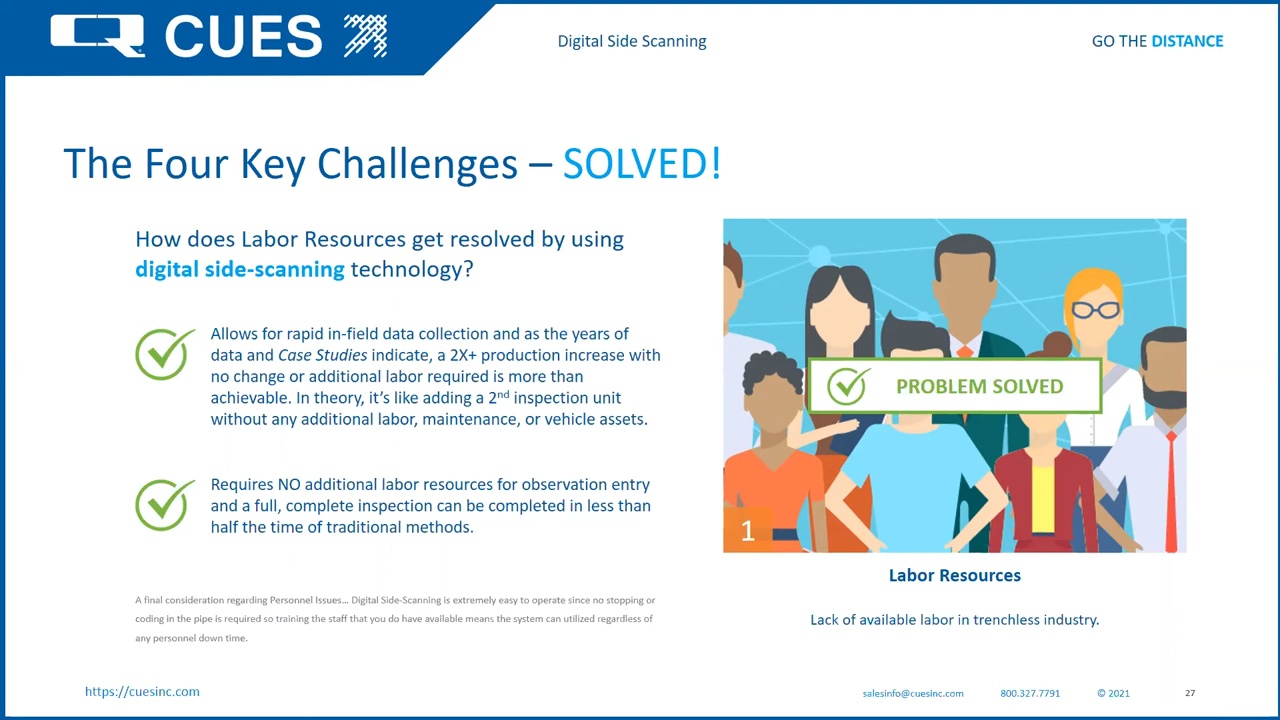 CUES
Digital Side Scanning
GO THE DISTANCE
The Four Key Challenges – SOLVED!
How does Labor Resources get resolved by using
digital side-scanning technology?
Allows for rapid in-field data collection and as the years of
data and Case Studies indicate, a 2X+ production increase with
no change or additional labor required is more than
achievable. In theory, it’s like adding a 2nd inspection unit
without any additional labor, maintenance, or vehicle assets.
Requires NO additional labor resources for observation entry
and a full, complete inspection can be completed in less than
half the time of traditional methods.
A final consideration regarding Personnel Issues… Digital Side-Scanning is extremely easy to operate since no stopping or
coding in the pipe is required so training the staff that you do have available means the system can utilized regardless of
any personnel down time.
PROBLEM SOLVED
1
Labor Resources
Lack of available labor in trenchless industry.
https://cuesinc.com
salesinfo@cuesinc.com
800.327.7791
© 2021
27